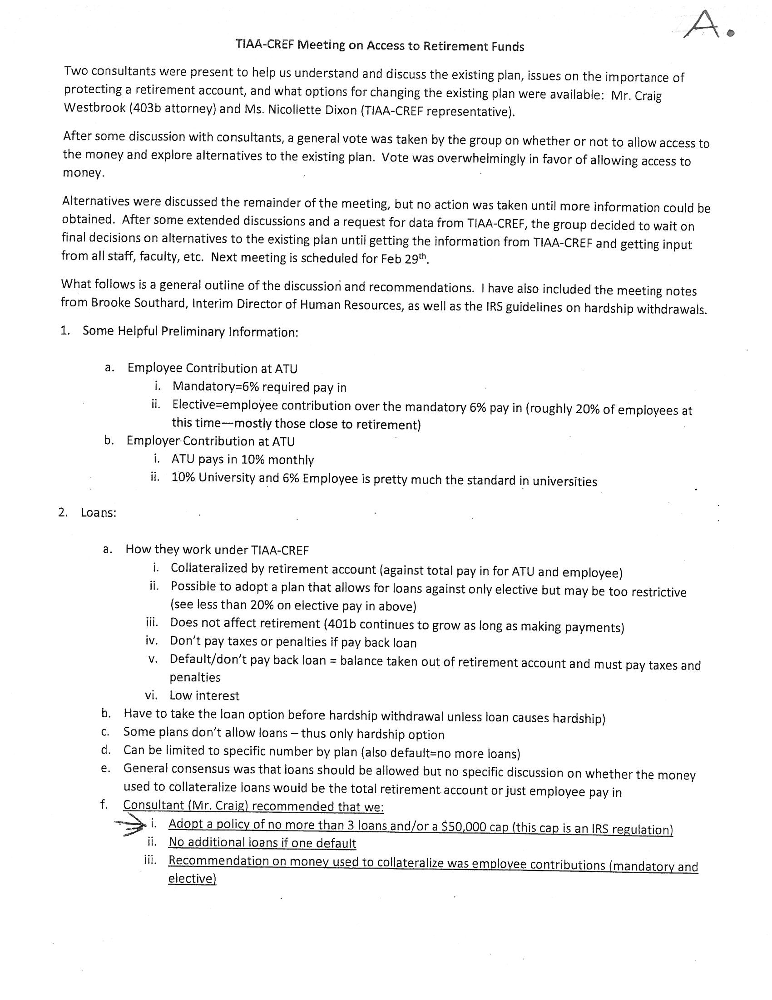 A.
TIAA-CREF Meeting on Access to Retirement Funds
Two consultants were present to help us understand and discuss the existing plan, issues on the importance of
protecting a retirement account, and what options for changing the existing plan were available:  Mr. Craig
Westbrook (403b attorney) and Ms. Nicollette Dixon (TIAA-CREF representative).
After some discussion with consultants, a general vote was taken by the group on whether or not to allow access to
the money and explore alternatives to the existing plan.  Vote was overwhelmingly in favor of allowing access to
money.
Alternatives were discussed the remainder of the meeting, but no action was taken until more information could be
obtained.  After some extended discussions and a request for data from TIAA-CREF, the group decided to wait on
final decisions on alternatives to the existing plan until getting the information from TIAA-CREF and getting input
from all staff, faculty, etc.  Next meeting is scheduled for Feb 29th.
What follows is a general outline of the discussion and recommendations.  I have also included the meeting notes
from Brooke Southard, Interim Director of Human Resources, as well as the IRS guidelines on hardship withdrawals.
1. Some Helpful Preliminary Information:
a. Employee Contribution at ATU
i. Mandatory=6% required pay in
ii. Elective=employee contribution over the mandatory 6% pay in (roughly 20% of employees at
this time—mostly those close to retirement)
b. Employer Contribution at ATU
i. ATU pays in 10% monthly
ii. 10% University and 6% Employee is pretty much the standard in universities
2. Loans:
a. How they work under TIAA-CREF
i. Collateralized by retirement account (against total pay in for ATU and employee)
ii. Possible to adopt a plan that allows for loans against only elective but may be too restrictive
(see less than 20% on elective pay in above)
iii. Does not affect retirement (401b continues to grow as long as making payments)
iv. Don't pay taxes or penalties if pay back loan
v. Default/don't pay back loan = balance taken out of retirement account and must pay taxes and
penalties
vi. Low interest
b. Have to take the loan option before hardship withdrawal unless loan causes hardship)
c. Some plans don't allow loans – thus only hardship option
d. Can be limited to specific number by plan (also default=no more loans)
e. General consensus was that loans should be allowed but no specific discussion on whether the money
used to collateralize loans would be the total retirement account or just employee pay in
f. Consultant (Mr. Craig) recommended that we:
i. Adopt a policy of no more than 3 loans and/or a $50,000 cap (this cap is an IRS regulation)
ii. No additional loans if one default
iii. Recommendation on money used to collateralize was employee contributions (mandatory and
elective)